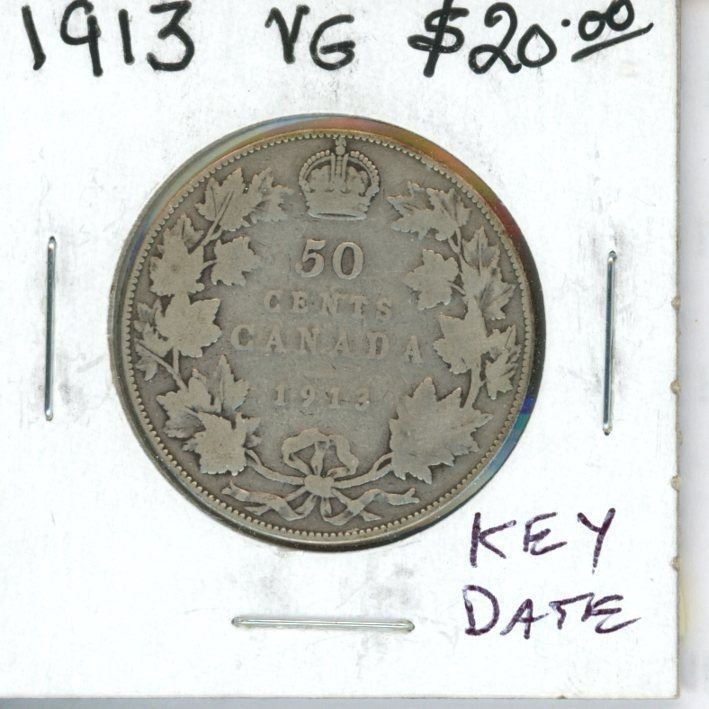 1913 VG $20.00
50
CENTS
CANADA
1913
KEY
DATE